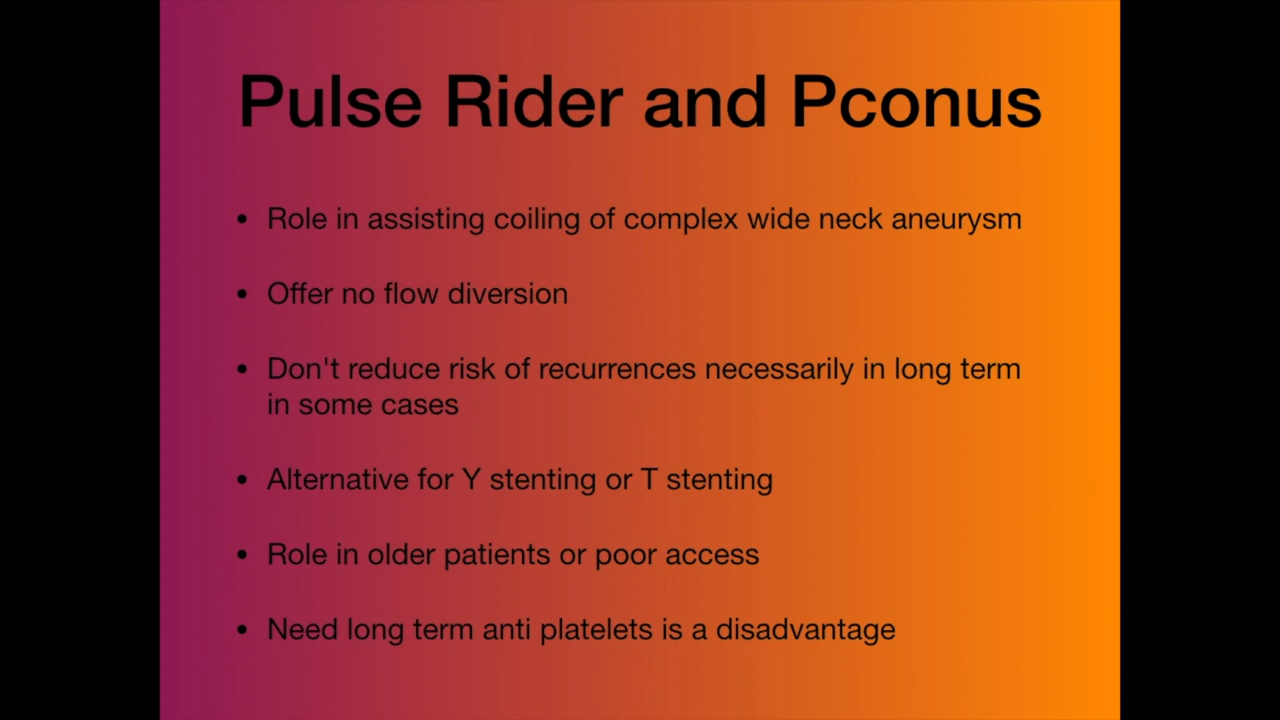 Pulse Rider and Pconus
• Role in assisting coiling of complex wide neck aneurysm
• Offer no flow diversion
• Don't reduce risk of recurrences necessarily in long term
in some cases
• Alternative for Y stenting or T stenting
• Role in older patients or poor access
• Need long term anti platelets is a disadvantage